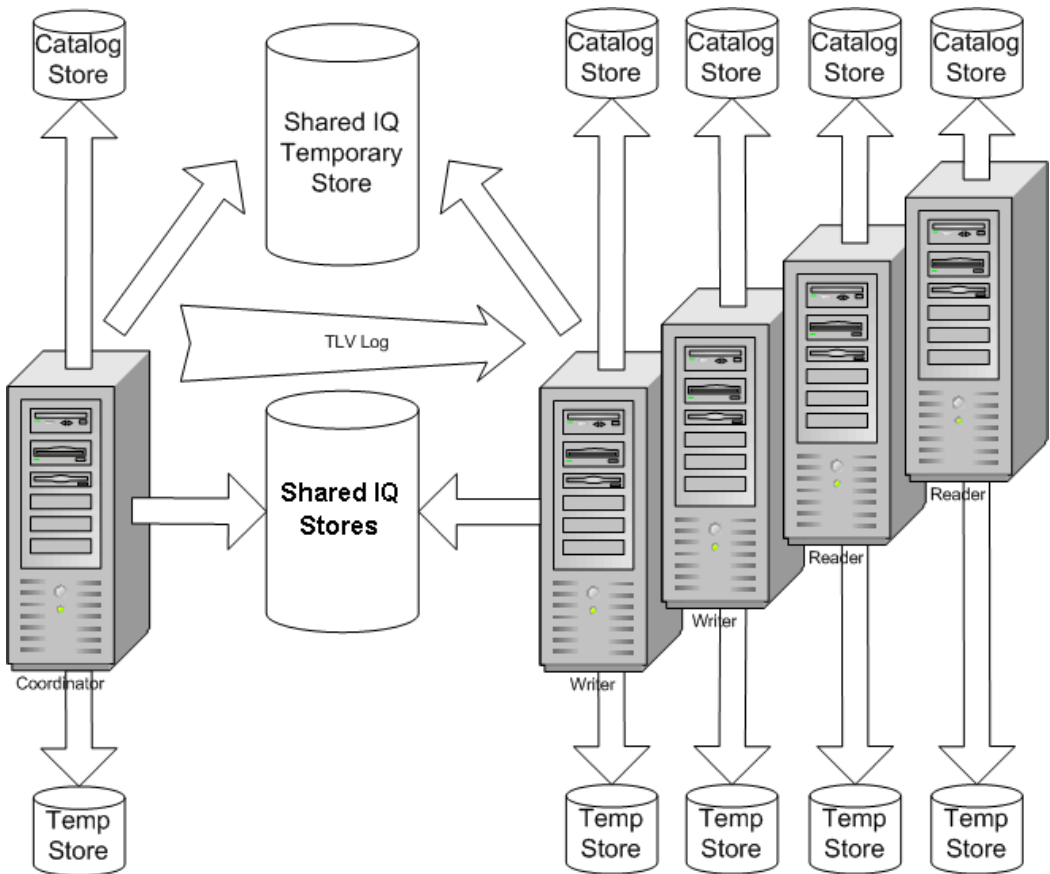 Catalog
Store
Catalog
Store
Catalog
Store
Catalog
Store
Catalog
Store
Shared IQ
Temporary
Store
TLV Log
Shared IQ
Stores
Reader
Reader
Writer
Coordinator
Writer
Temp
Store
Temp
Store
Temp
Store
Temp
Store
Temp
Store